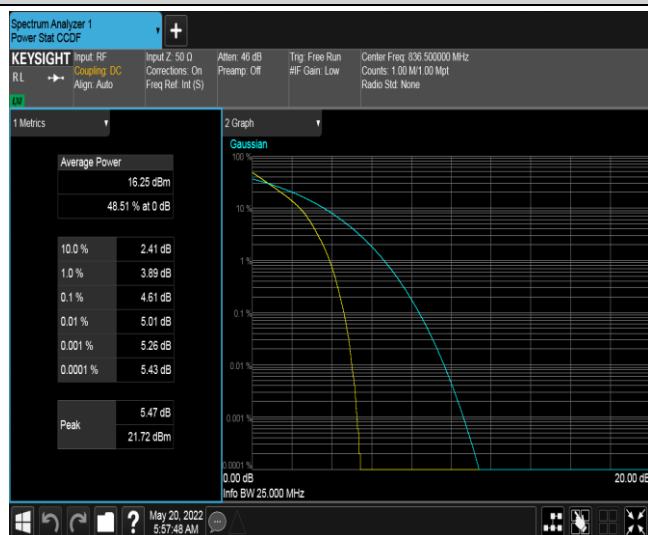 Spectrum Analyzer 1
Power Stat CCDF
KEYSIGHT
RL
Input: RF
Coupling: DC
Align: Auto
Input Z: 50 Ω
Corrections: On
Freq Ref: Int (S)
Atten: 46 dB
Preamp: Off
Trig: Free Run
#IF Gain: Low
Center Freq: 836.500000 MHz
Counts: 1.00 M/1.00 Mpt
Radio Std: None
1 Metrics
Average Power
16.25 dBm
48.51 % at 0 dB
10.0 % 2.41 dB
1.0 % 3.89 dB
0.1 % 4.61 dB
0.01 % 5.01 dB
0.001 % 5.26 dB
0.0001 % 5.43 dB
Peak
5.47 dB
21.72 dBm
2 Graph
Gaussian
100 %
10 %
1 %
0.1 %
0.01 %
0.001 %
0.0001 %
0.00 dB
20.00 dB
Info BW 25.000 MHz
?
May 20, 2022
5:57:48 AM